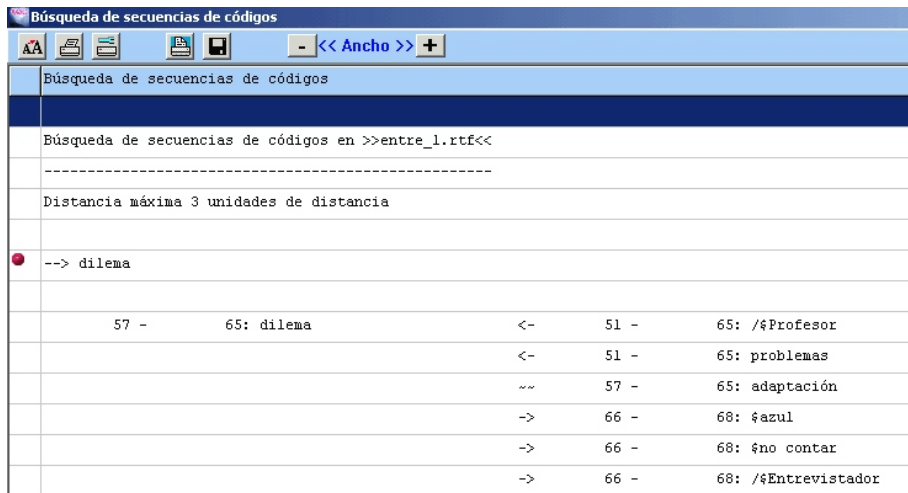 Búsqueda de secuencias de códigos
AA - << Ancho >> +
Búsqueda de secuencias de códigos
Búsqueda de secuencias de códigos en >>entre_1.rtf<<
----------------------------------------------------
Distancia máxima 3 unidades de distancia
--> dilema
57 - 65: dilema <- 51 - 65: /$Profesor
<- 51 - 65: problemas
~~ 57 - 65: adaptación
-> 66 - 68: $azul
-> 66 - 68: $no contar
-> 66 - 68: /$Entrevistador